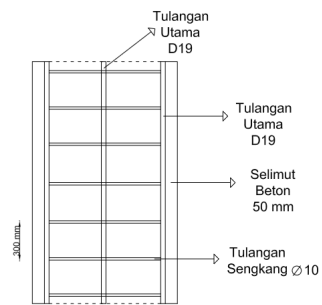 Tulangan
Utama
D19
Tulangan
Utama
D19
Selimut
Beton
50 mm
300 mm
Tulangan
Sengkang ∅10